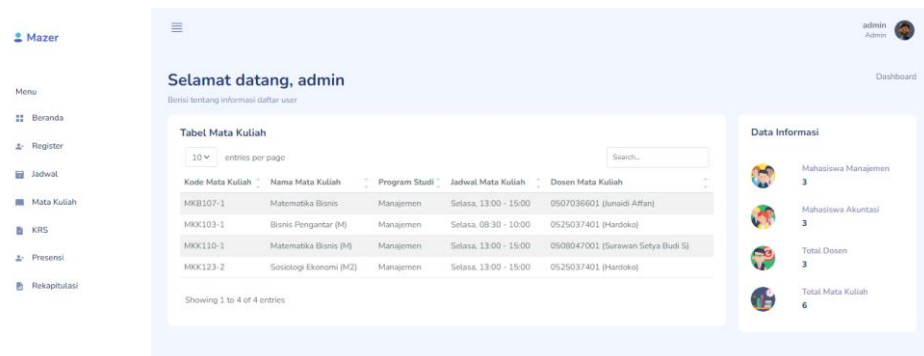 Mazer
Menu
Beranda
Register
Jadwal
Mata Kuliah
KRS
Presensi
Rekapitulasi
admin
Admin
Selamat datang, admin
Berisi tentang informasi daftar user
Dashboard
Tabel Mata Kuliah
10 entries per page
Search...
Kode Mata Kuliah Nama Mata Kuliah Program Studi Jadwal Mata Kuliah Dosen Mata Kuliah
MKB107-1 Matematika Bisnis Manajemen Selasa, 13:00 - 15:00 0507036601 (Junaidi Affan)
MKK103-1 Bisnis Pengantar (M) Manajemen Selasa, 08:30 - 10:00 0525037401 (Hardoko)
MKK110-1 Matematika Bisnis (M) Manajemen Selasa, 13:00 - 15:00 0508047001 (Surawan Setya Budi S)
MKK123-2 Sosiologi Ekonomi (M2) Manajemen Selasa, 13:00 - 15:00 0525037401 (Hardoko)
Showing 1 to 4 of 4 entries
Data Informasi
Mahasiswa Manajemen
3
Mahasiswa Akuntasi
3
Total Dosen
3
Total Mata Kuliah
6